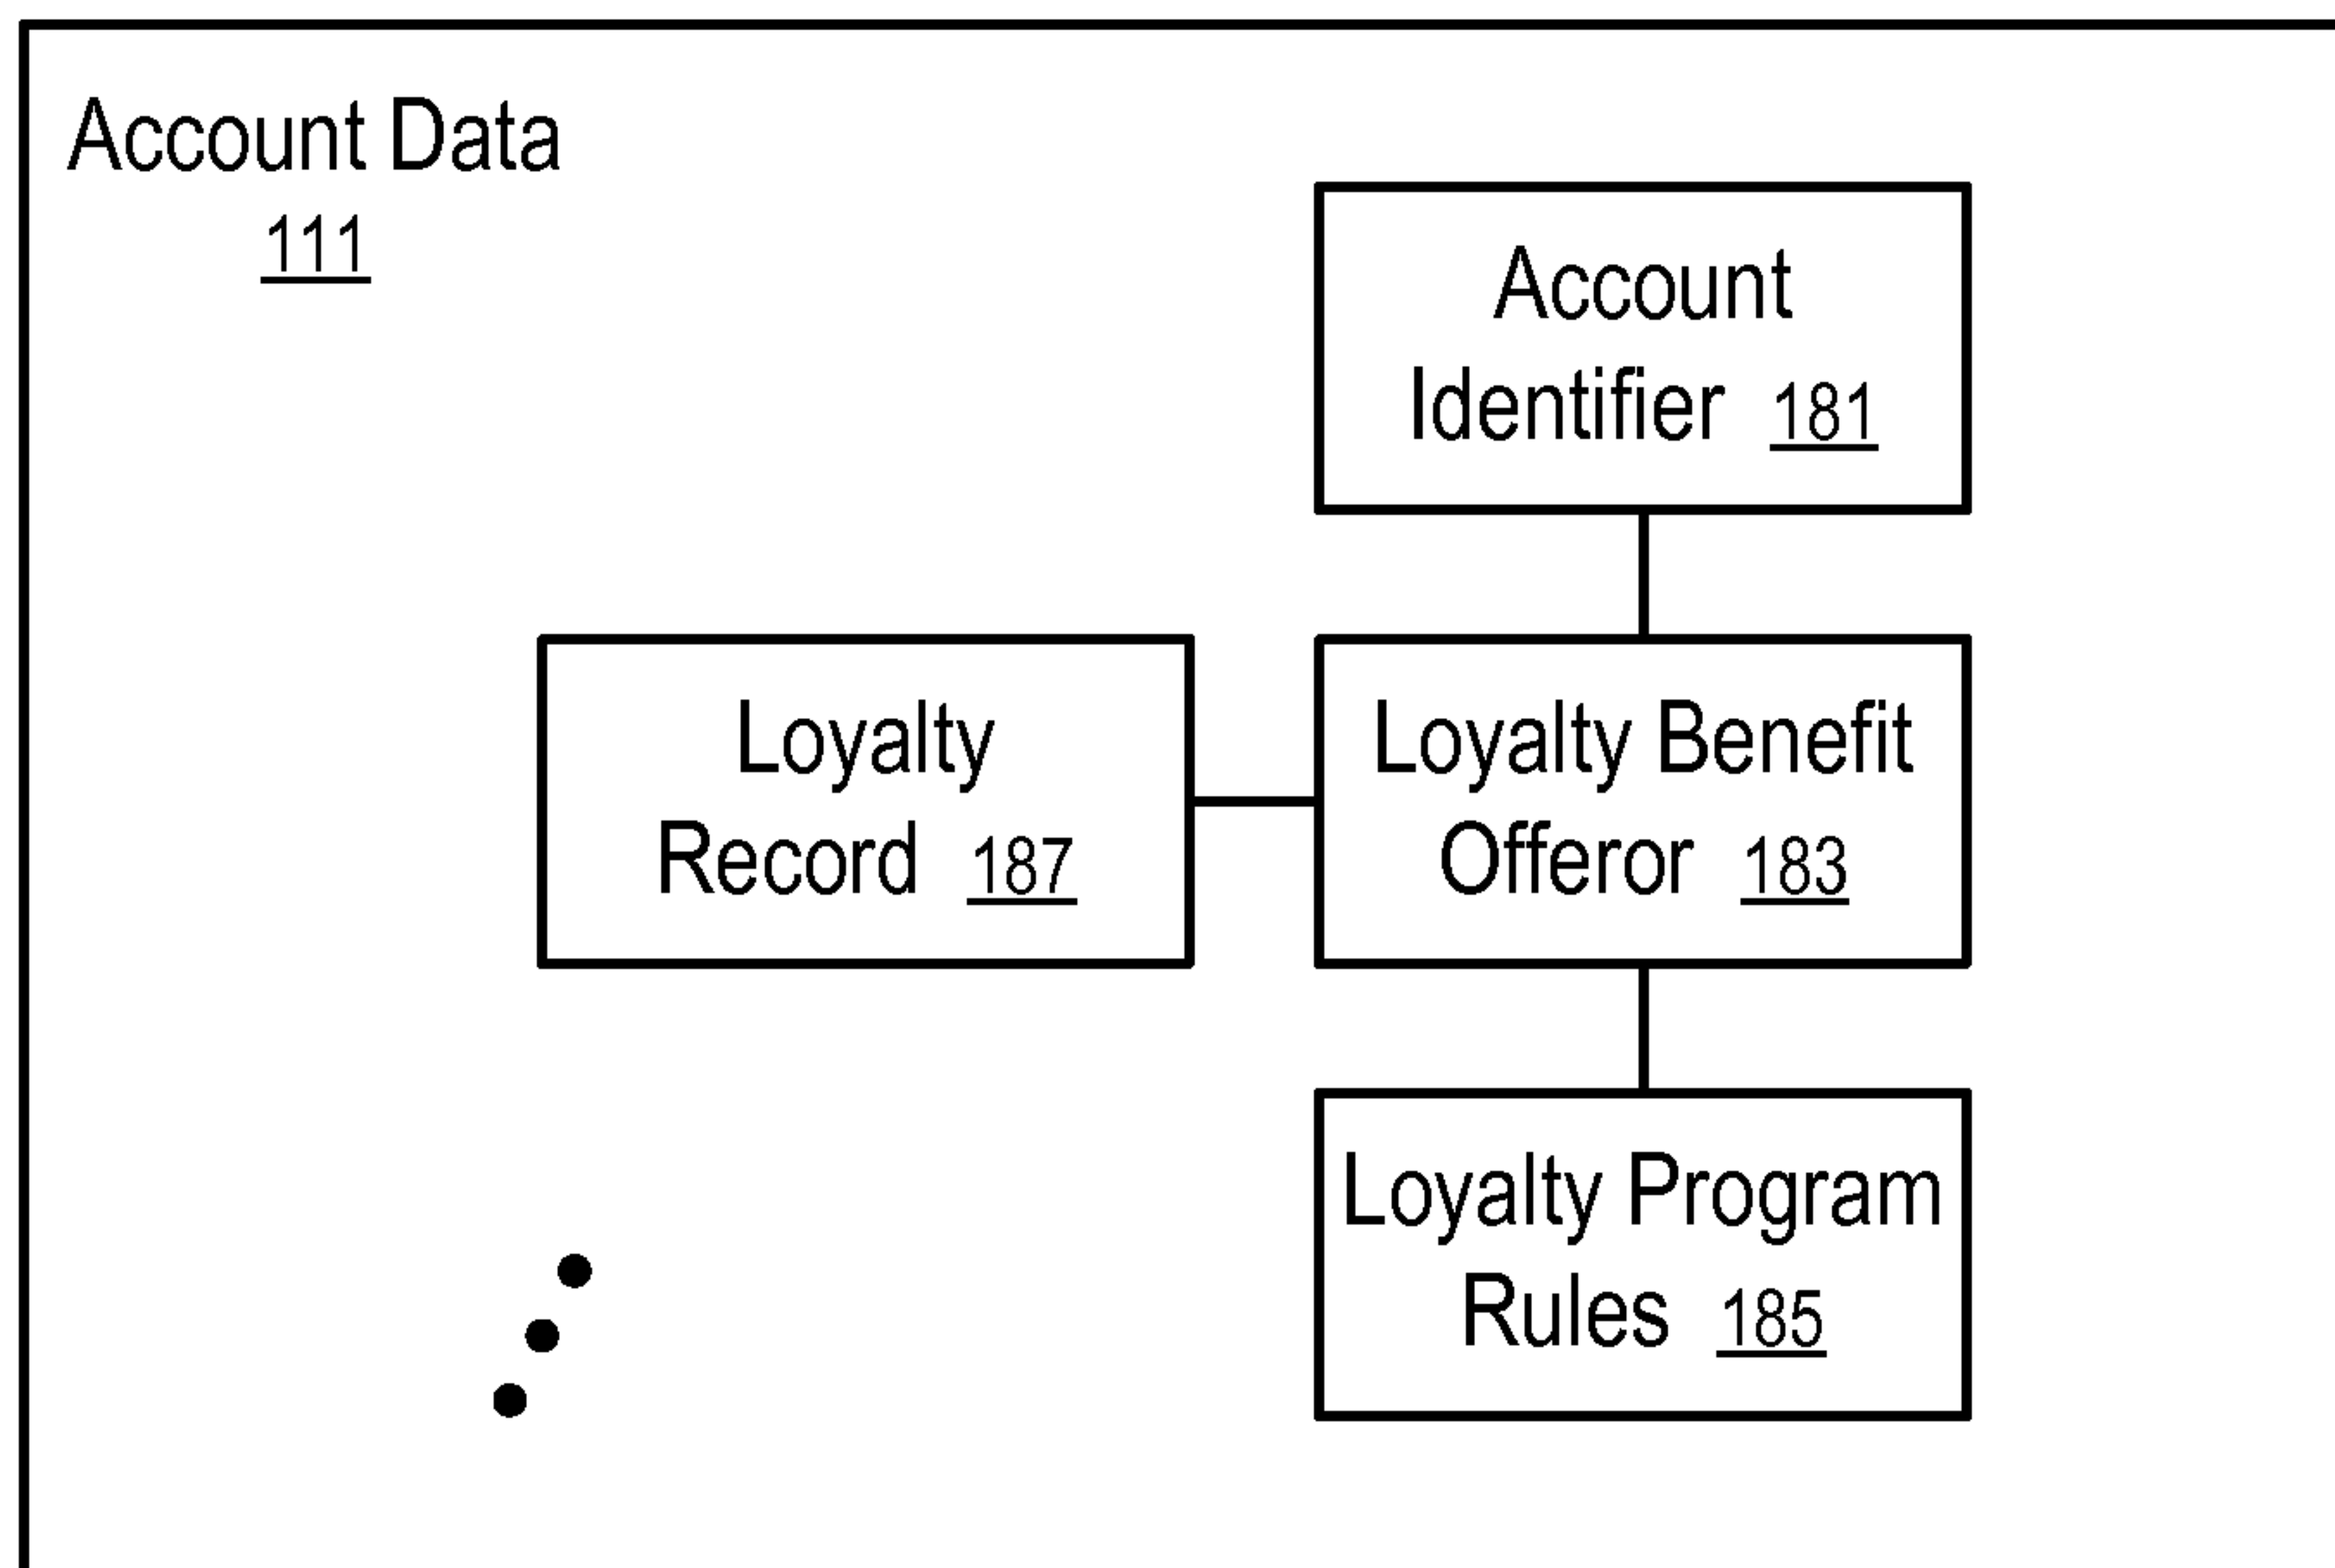 Account Data
111
Account
Identifier 181
Loyalty
Record 187
Loyalty Benefit
Offeror 183
Loyalty Program
Rules 185